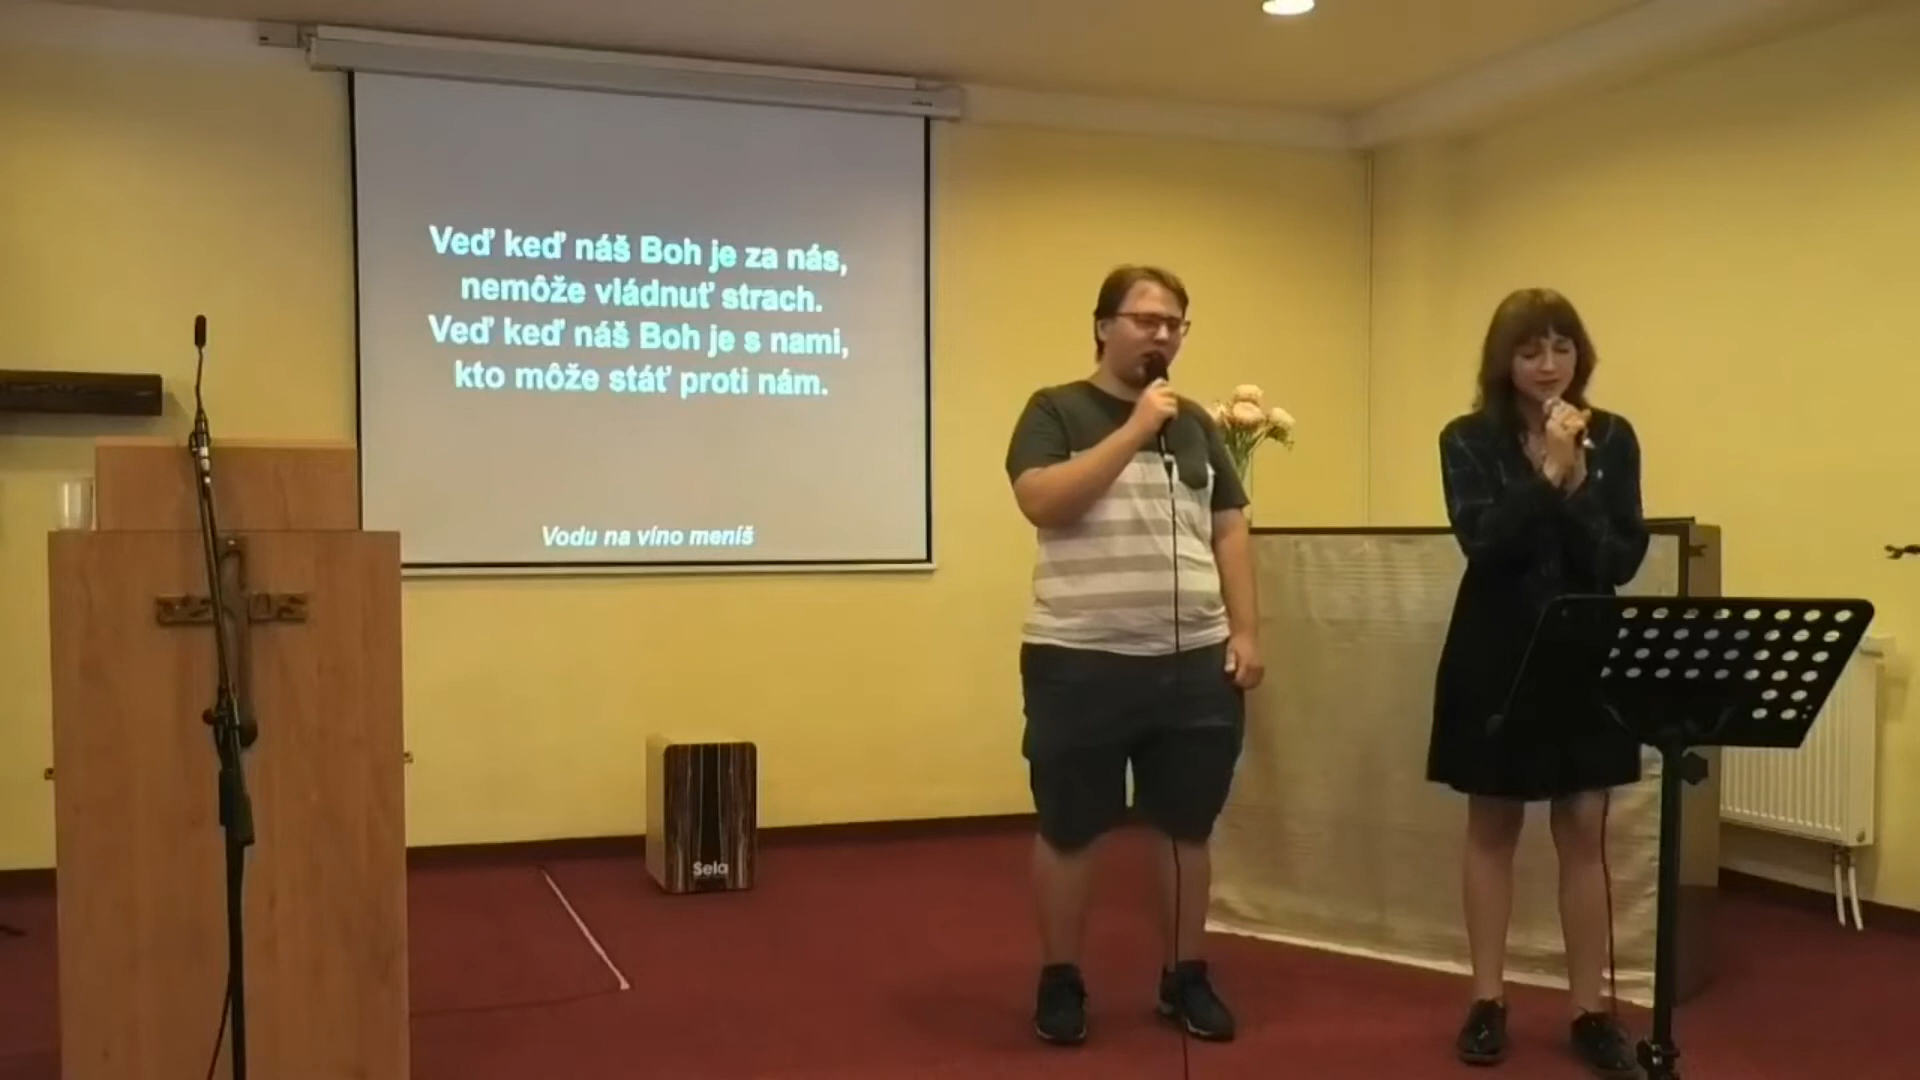 Veď keď náš Boh je za nás,
nemôže vládnuť strach.
Veď keď náš Boh je s nami,
kto môže stáť proti nám.
Vodu na víno meníš
Sela